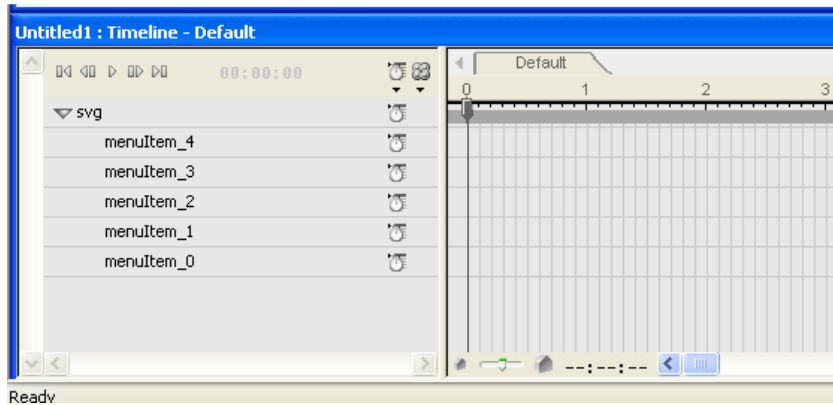 Untitled1 : Timeline - Default
00:00:00
Default
0 1 2 3
svg
menuItem_4
menuItem_3
menuItem_2
menuItem_1
menuItem_0
--:--:--
Ready